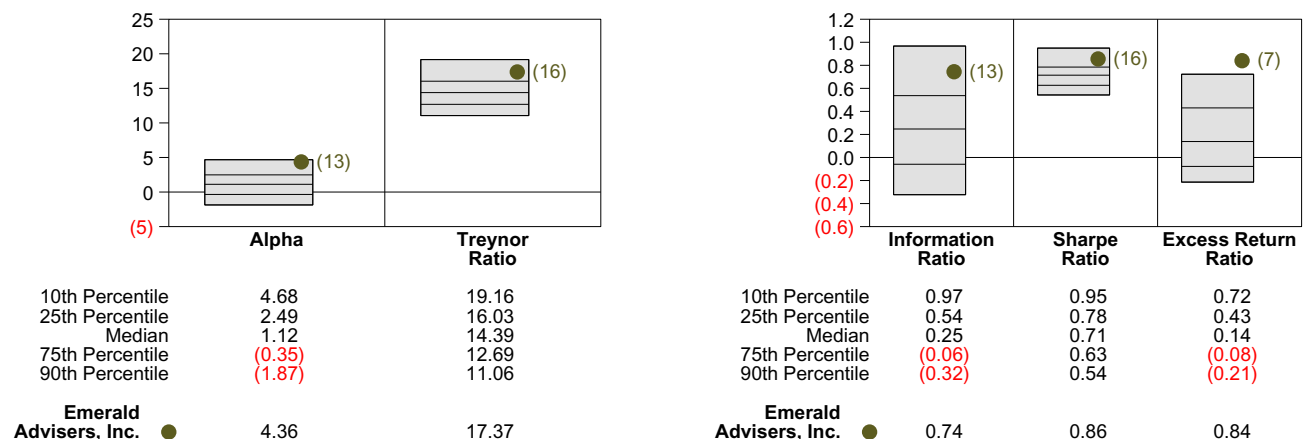 25
20
(16)
15
10
5
(13)
0
(5)
Alpha Treynor
Ratio
10th Percentile 4.68 19.16
25th Percentile 2.49 16.03
Median 1.12 14.39
75th Percentile (0.35) 12.69
90th Percentile (1.87) 11.06
Emerald
Advisers, Inc. 4.36 17.37
1.2
1.0
(16) (7)
0.8
(13)
0.6
0.4
0.2
0.0
(0.2)
(0.4)
(0.6)
Information Sharpe Excess Return
Ratio Ratio Ratio
10th Percentile 0.97 0.95 0.72
25th Percentile 0.54 0.78 0.43
Median 0.25 0.71 0.14
75th Percentile (0.06) 0.63 (0.08)
90th Percentile (0.32) 0.54 (0.21)
Emerald
Advisers, Inc. 0.74 0.86 0.84